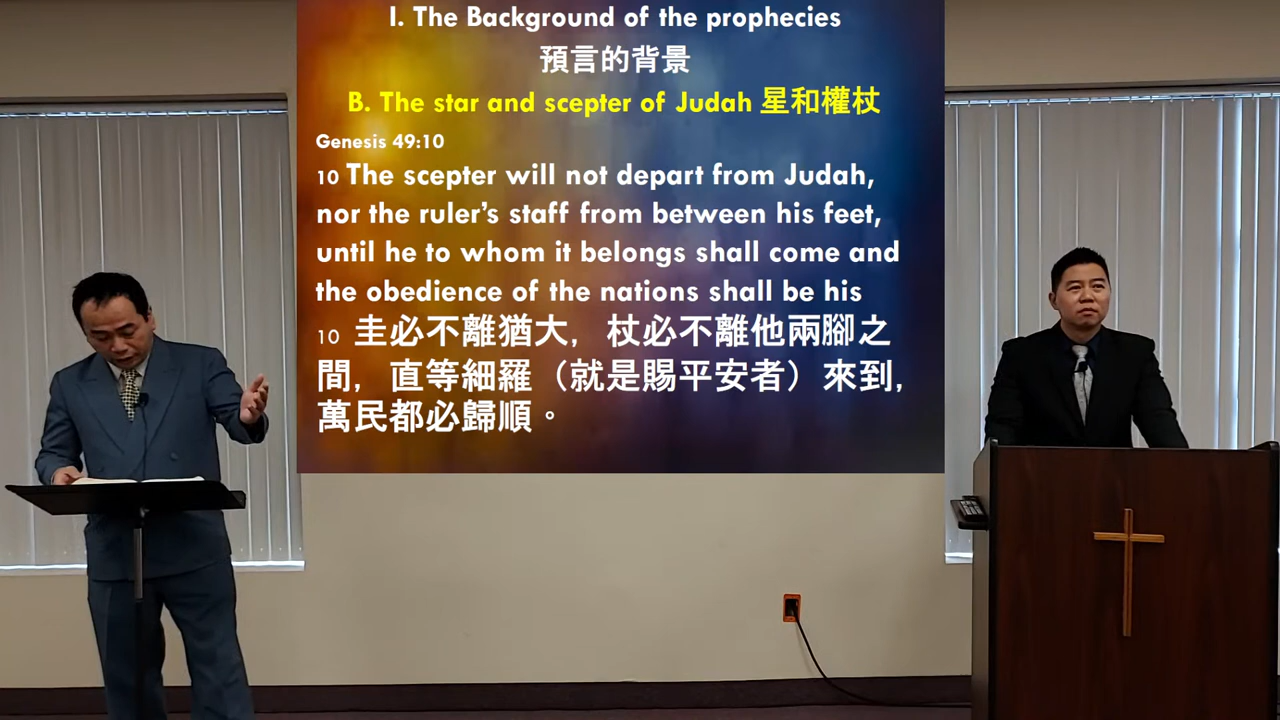 I. The Background of the prophecies
預言的背景
B. The star and scepter of Judah 星和權杖
Genesis 49:10
10 The scepter will not depart from Judah,
nor the ruler’s staff from between his feet,
until he to whom it belongs shall come and
the obedience of the nations shall be his
10 圭必不離猶大，杖必不離他兩腳之
間，直等細羅（就是賜平安者）來到，
萬民都必歸順。